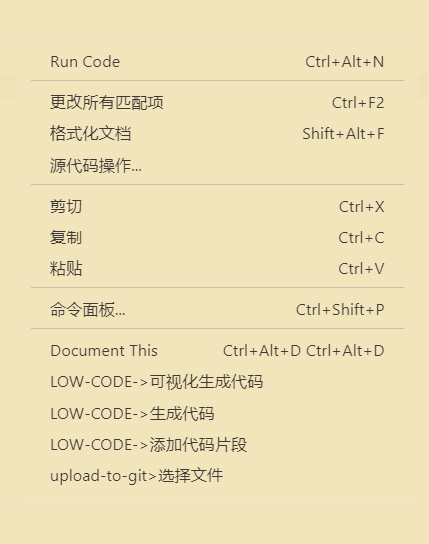 Run Code Ctrl+Alt+N
更改所有匹配项 Ctrl+F2
格式化文档 Shift+Alt+F
源代码操作...
剪切 Ctrl+X
复制 Ctrl+C
粘贴 Ctrl+V
命令面板... Ctrl+Shift+P
Document This Ctrl+Alt+D Ctrl+Alt+D
LOW-CODE->可视化生成代码
LOW-CODE->生成代码
LOW-CODE->添加代码片段
upload-to-git>选择文件